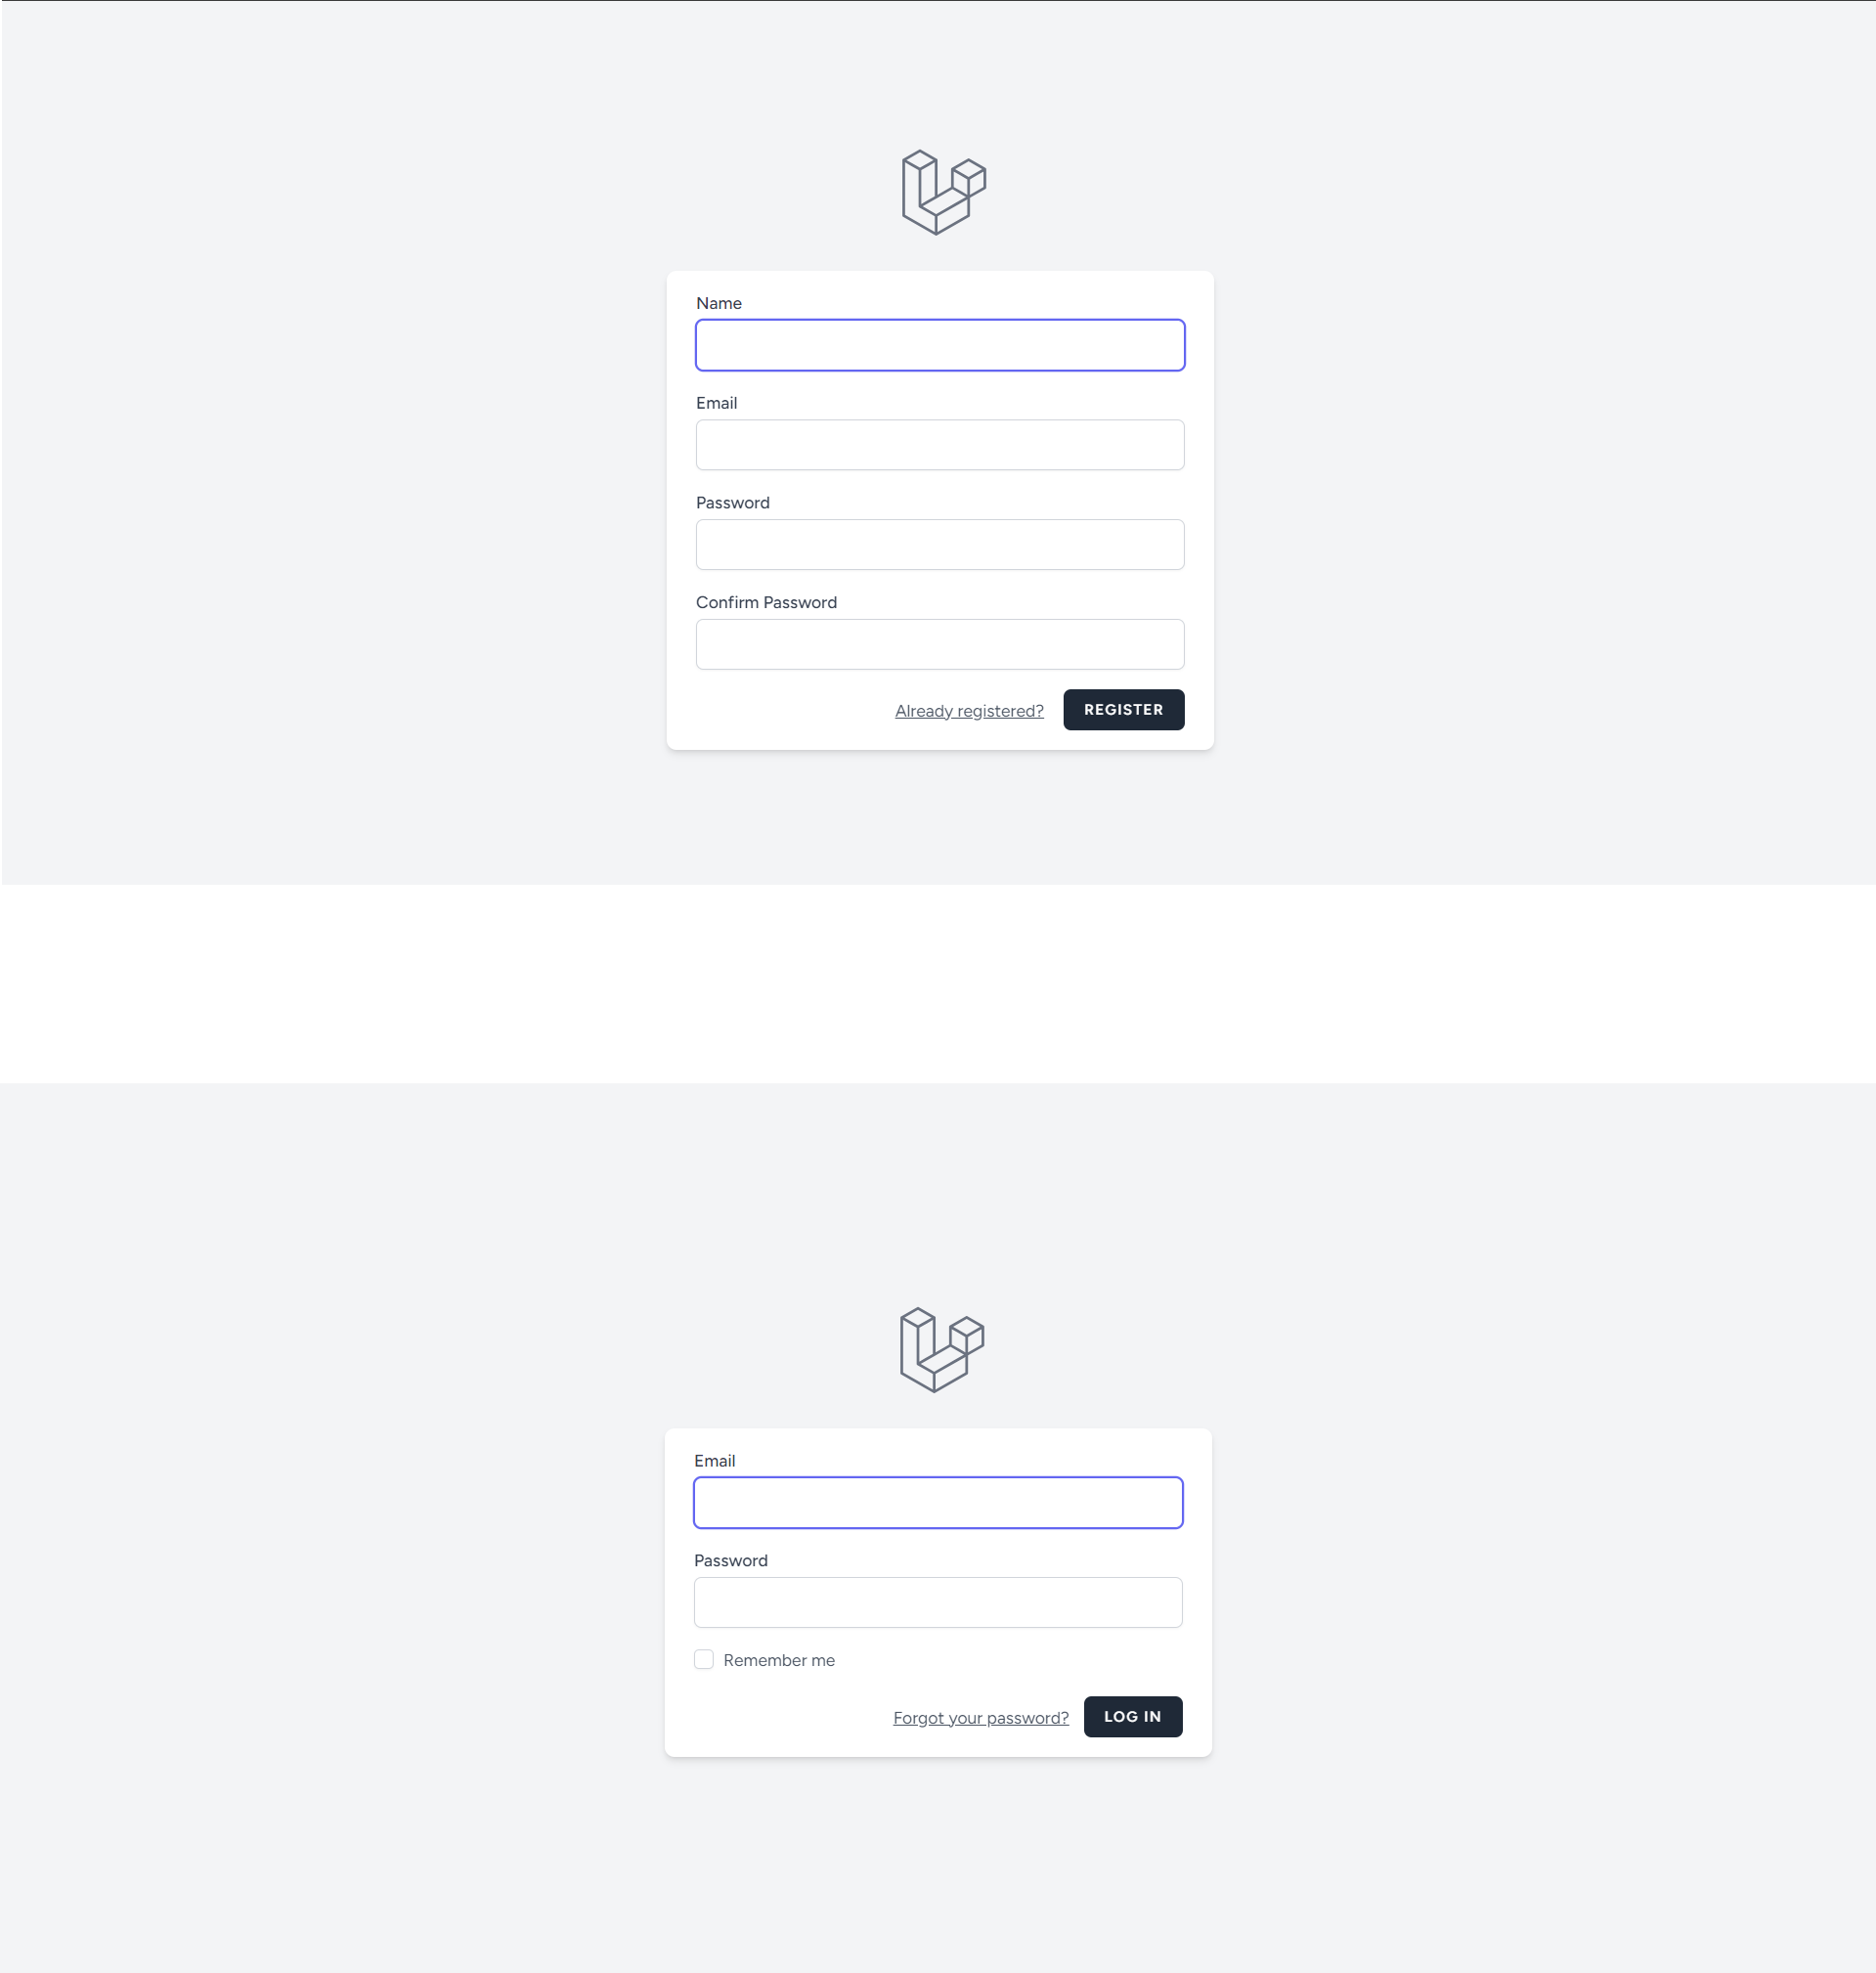 Name
Email
Password
Confirm Password
Already registered? REGISTER
Email
Password
Remember me
Forgot your password? LOG IN